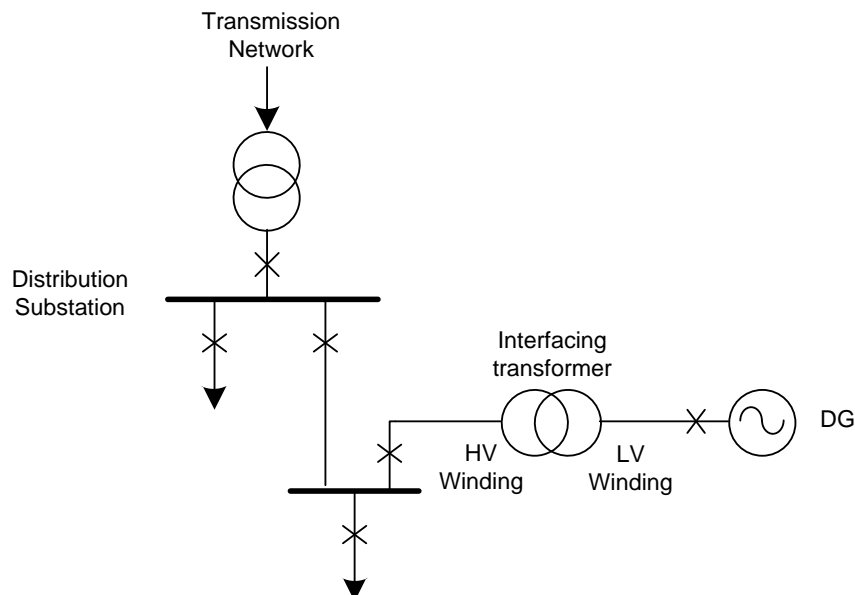 Transmission
Network
Distribution
Substation
Interfacing
transformer
DG
HV
Winding
LV
Winding